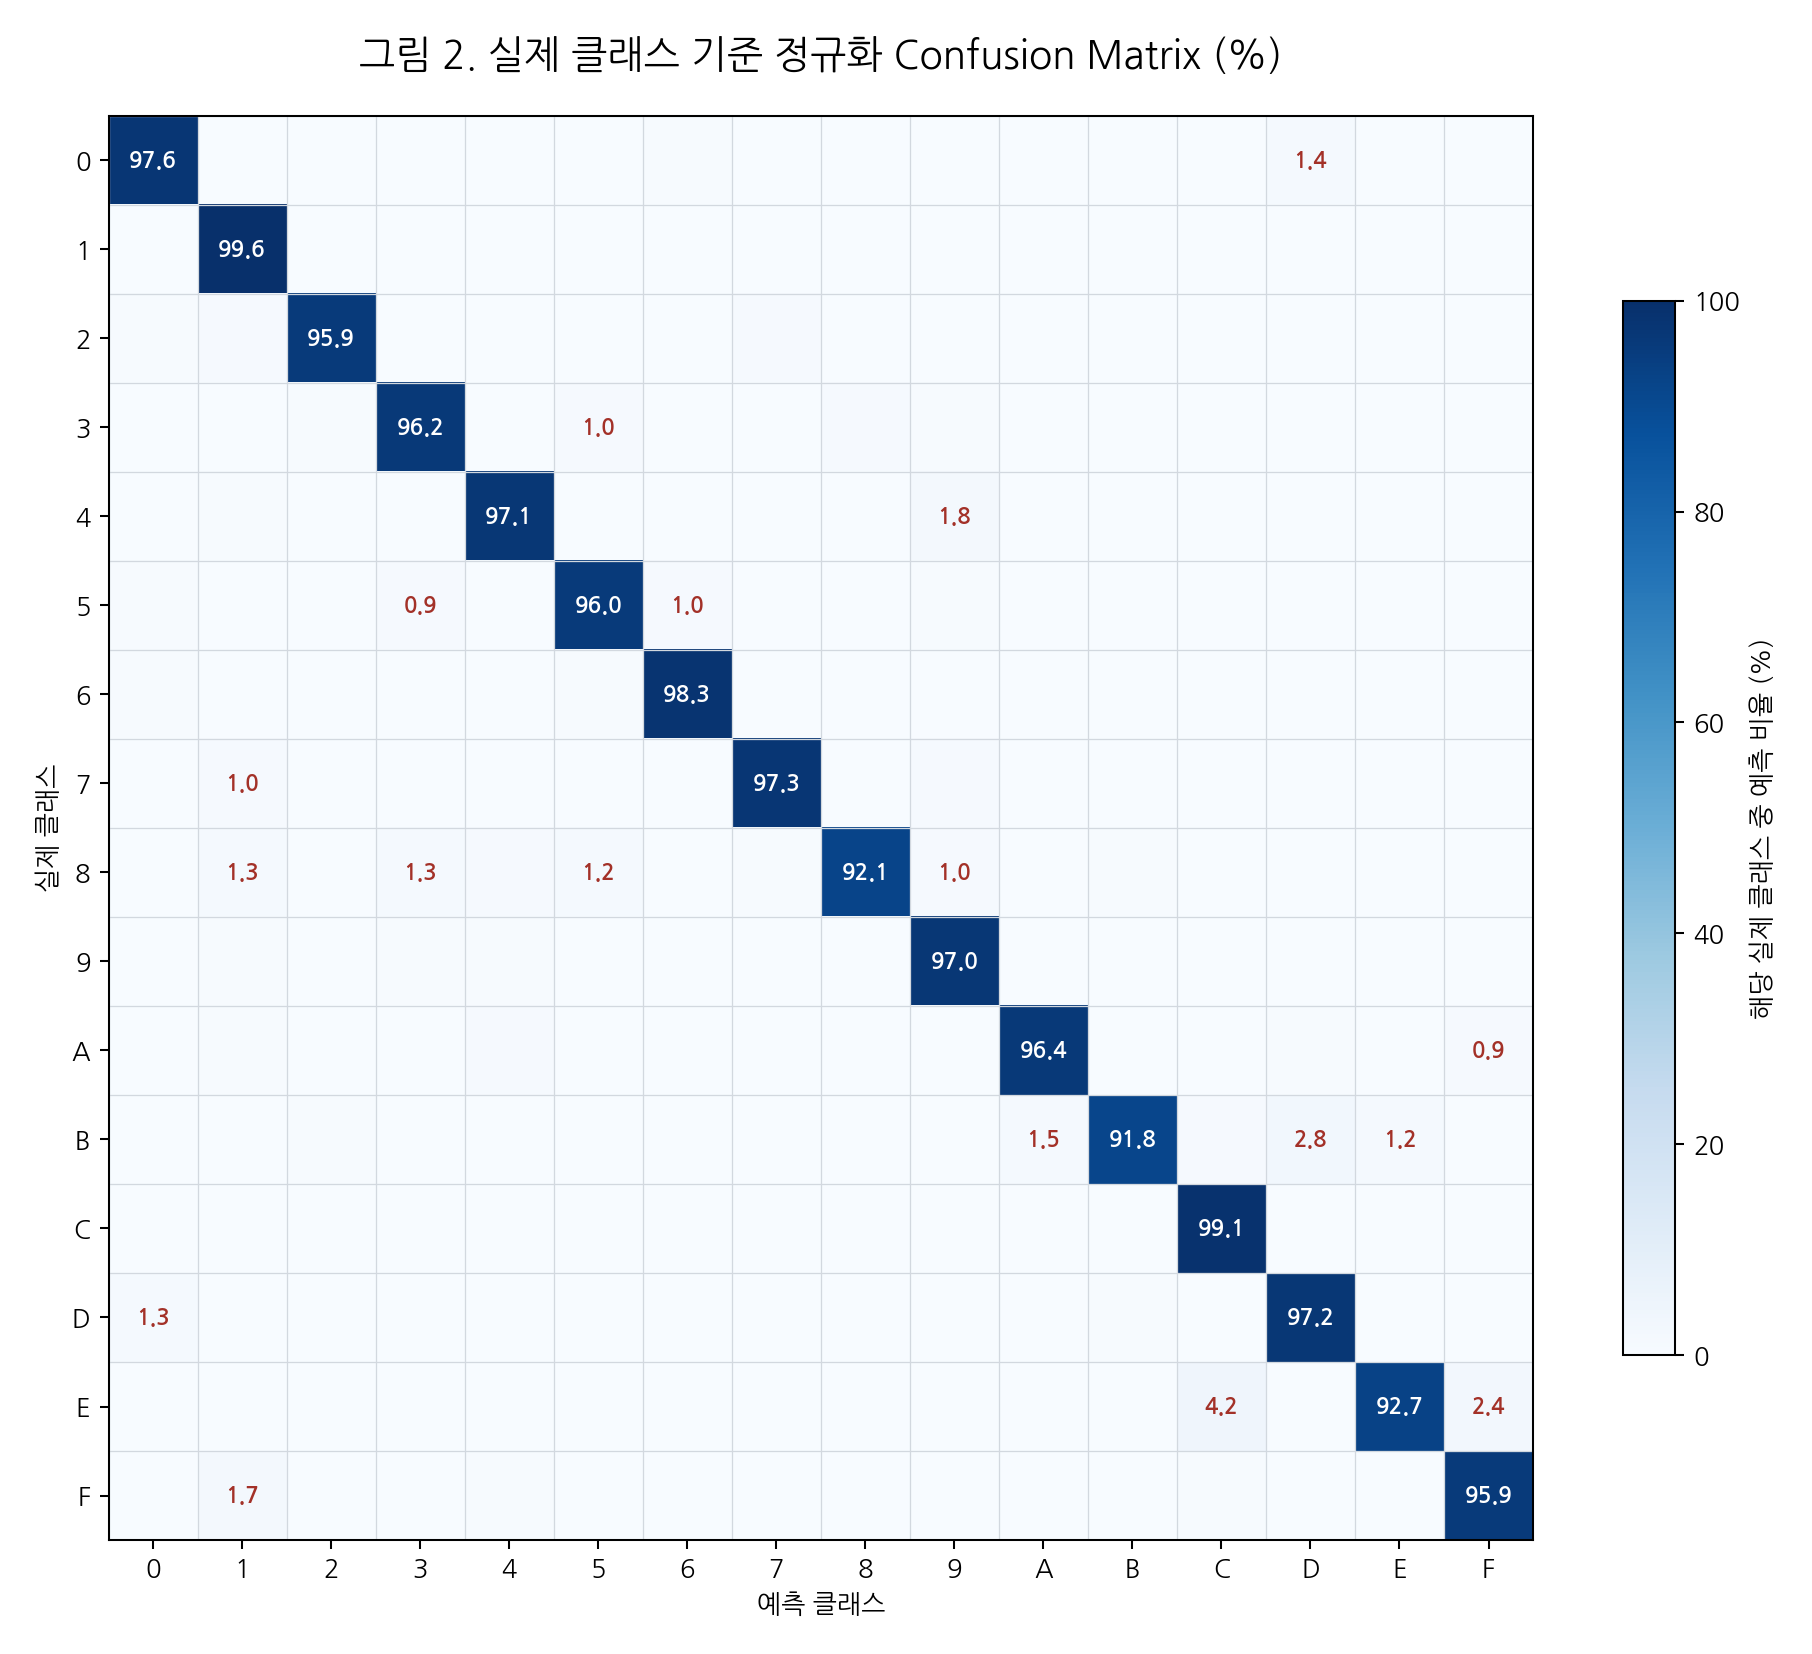 그림 2. 실제 클래스 기준 정규화 Confusion Matrix (%)
0 97.6 1.4
1 99.6
2 95.9
3 96.2 1.0
4 97.1 1.8
5 0.9 96.0 1.0
6 98.3
7 1.0 97.3
8 1.3 1.3 1.2 92.1 1.0
9 97.0
A 96.4 0.9
B 1.5 91.8 2.8 1.2
C 99.1
D 1.3 97.2
E 4.2 92.7 2.4
F 1.7 95.9
0 1 2 3 4 5 6 7 8 9 A B C D E F
예측 클래스
실제 클래스
100
80
60
40
20
0
해당 실제 클래스 중 예측 비율 (%)